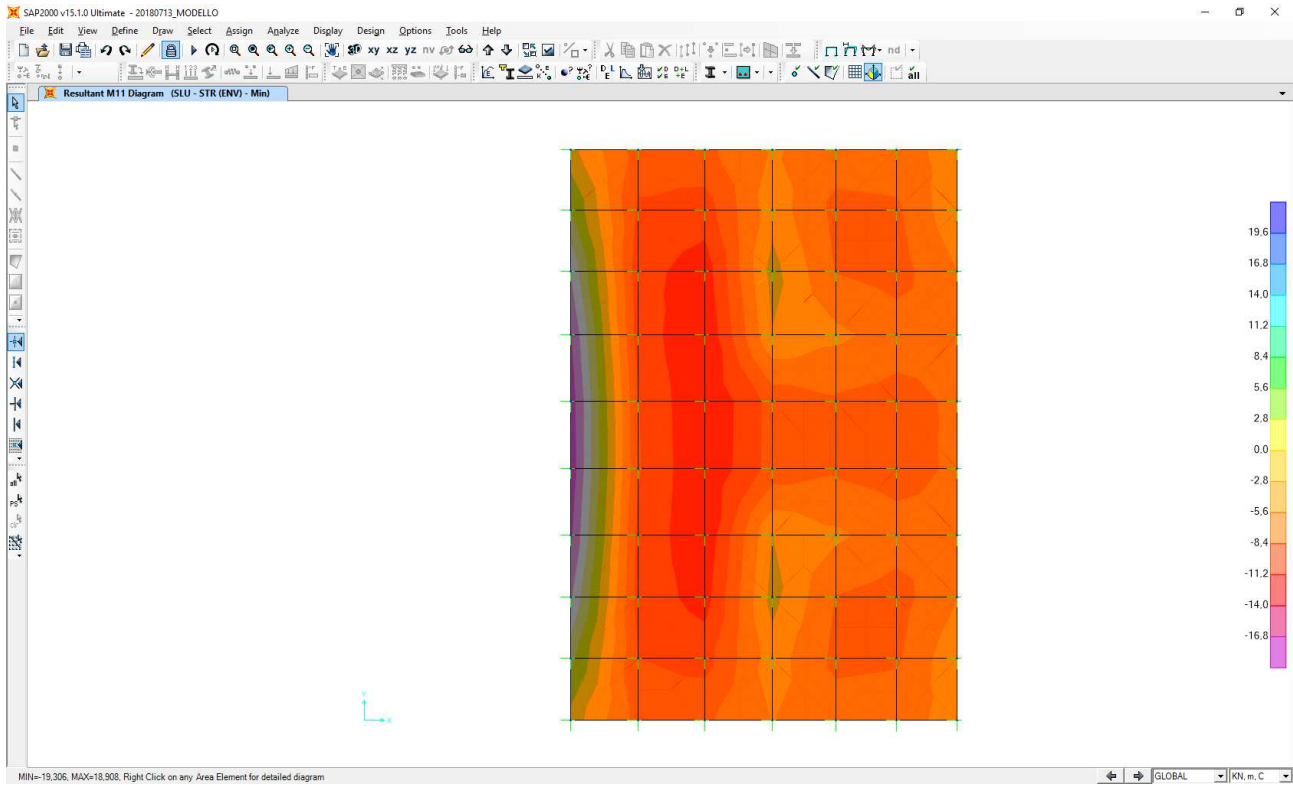 SAP2000 v15.1.0 Ultimate - 20180713_MODELLO
File Edit View Define Draw Select Assign Analyze Display Design Options Tools Help
xy xz yz nv nd
all
Resultant M11 Diagram (SLU - STR (ENV) - Min)
19.6
16.8
14.0
11.2
8.4
5.6
2.8
0.0
-2.8
-5.6
-8.4
-11.2
-14.0
-16.8
all
PS
clr
Y
X
MIN=-19,306, MAX=18,908, Right Click on any Area Element for detailed diagram
GLOBAL
KN, m, C